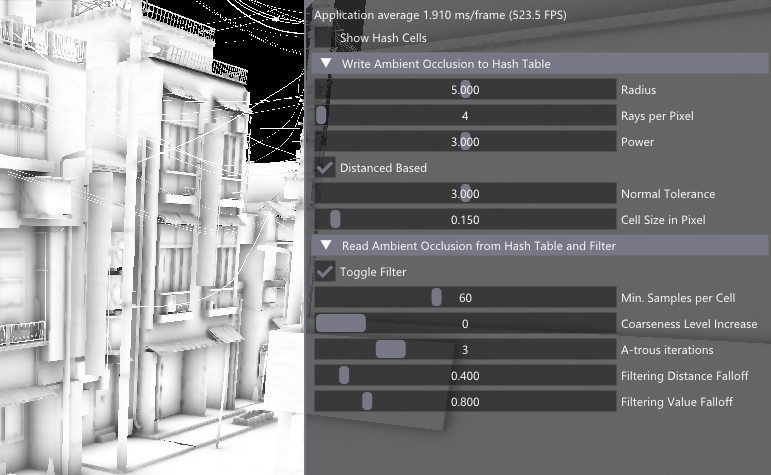 Application average 1.910 ms/frame (523.5 FPS)
Show Hash Cells
Write Ambient Occlusion to Hash Table
5.000 Radius
4 Rays per Pixel
3.000 Power
Distanced Based
3.000 Normal Tolerance
0.150 Cell Size in Pixel
Read Ambient Occlusion from Hash Table and Filter
Toggle Filter
60 Min. Samples per Cell
0 Coarseness Level Increase
3 A-trous iterations
0.400 Filtering Distance Falloff
0.800 Filtering Value Falloff